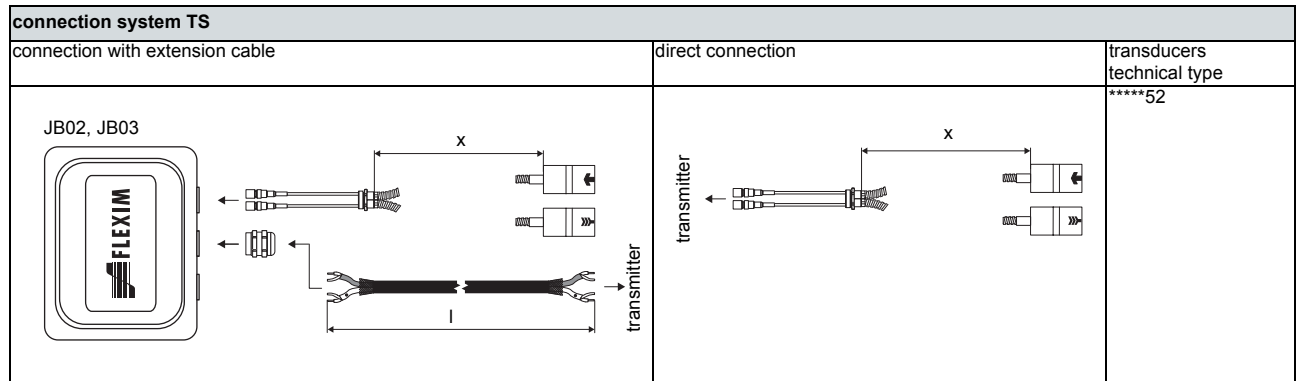 connection system TS
connection with extension cable
direct connection
transducers
technical type
*****52
JB02, JB03
x
FLEXIM
l
transmitter
x
transmitter